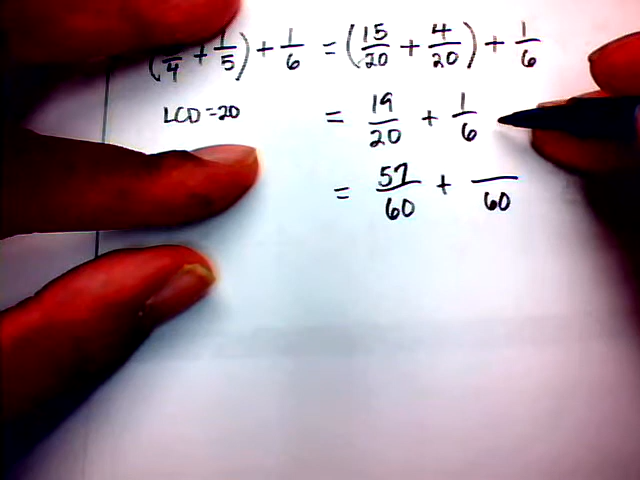 ( /4 + 1/5) + 1/6 = (15/20 + 4/20) + 1/6
LCD = 20 = 19/20 + 1/6
= 57/60 + /60